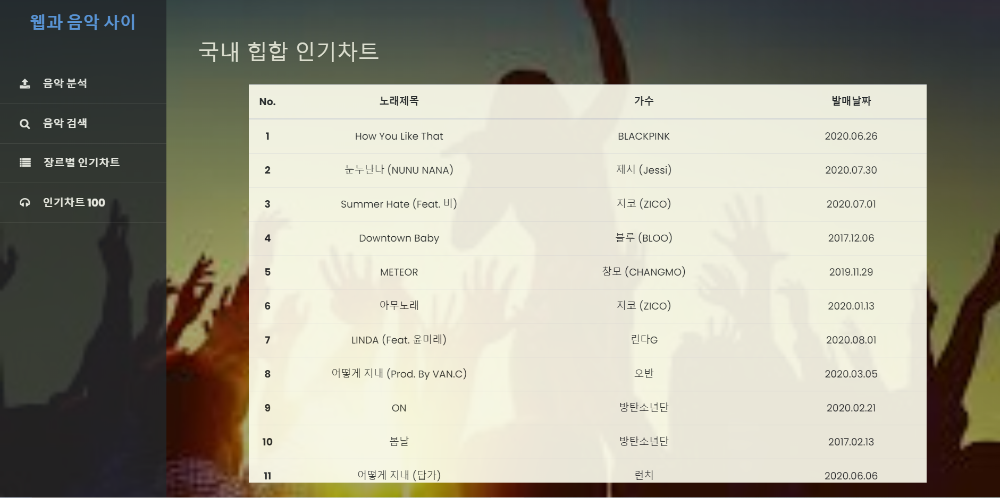 웹과 음악 사이
음악 분석
음악 검색
장르별 인기차트
인기차트 100
국내 힙합 인기차트
No. 노래제목 가수 발매날짜
1 How You Like That BLACKPINK 2020.06.26
2 눈누난나 (NUNU NANA) 제시 (Jessi) 2020.07.30
3 Summer Hate (Feat. 비) 지코 (ZICO) 2020.07.01
4 Downtown Baby 블루 (BLOO) 2017.12.06
5 METEOR 창모 (CHANGMO) 2019.11.29
6 아무노래 지코 (ZICO) 2020.01.13
7 LINDA (Feat. 윤미래) 린다G 2020.08.01
8 어떻게 지내 (Prod. By VAN.C) 오반 2020.03.05
9 ON 방탄소년단 2020.02.21
10 봄날 방탄소년단 2017.02.13
11 어떻게 지내 (답가) 런치 2020.06.06